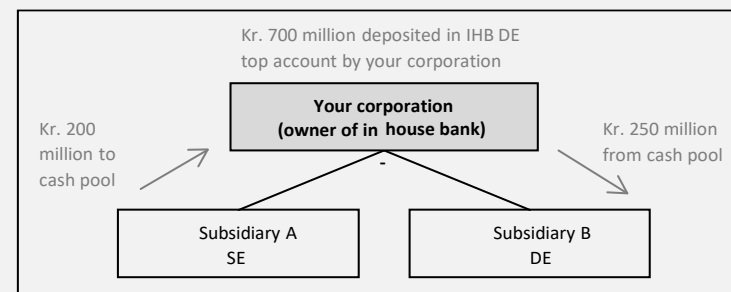 Kr. 700 million deposited in IHB DE
top account by your corporation
Your corporation
(owner of in house bank)
Kr. 200
million to
cash pool
Kr. 250 million
from cash pool
-
Subsidiary A
SE
Subsidiary B
DE